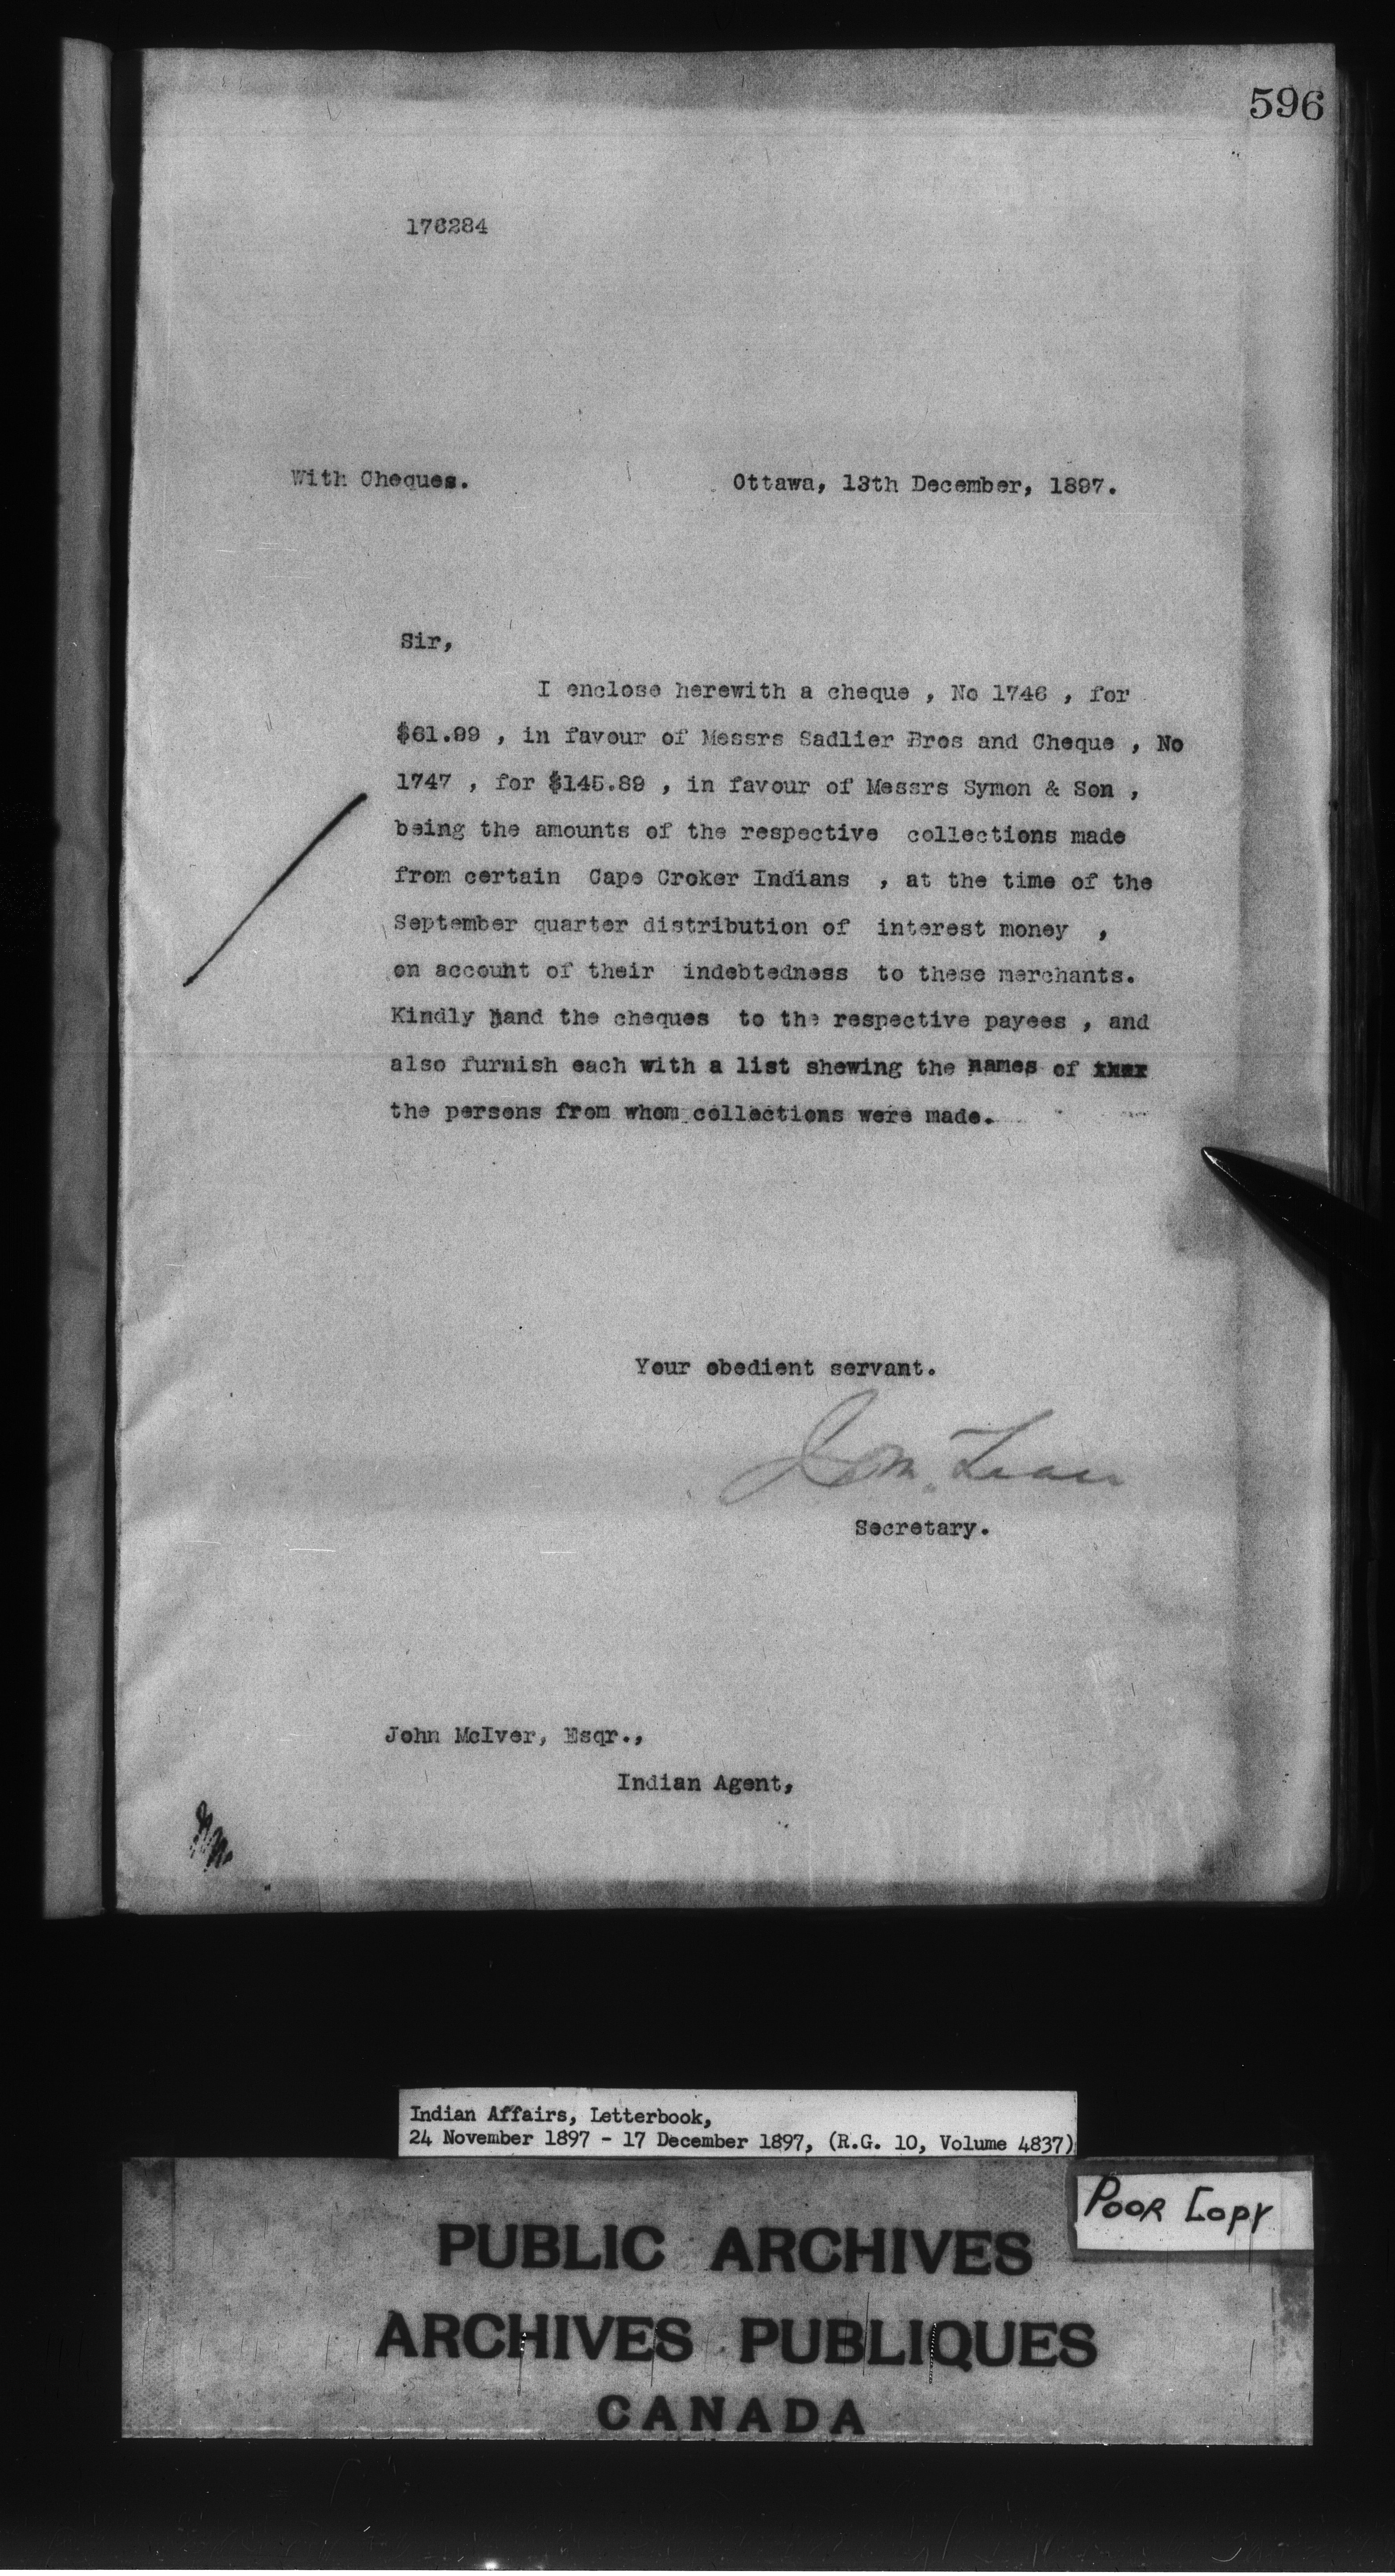 596
176284
With Cheques.
Ottawa, 13th December, 1897.
Sir,
I enclose herewith a cheque , No 1746 , for
$61.99 , in favour of Messrs Sadlier Bros and Cheque , No
1747 , for $145.89 , in favour of Messrs Symon & Son ,
being the amounts of the respective collections made
from certain Cape Croker Indians , at the time of the
September quarter distribution of interest money ,
on account of their indebtedness to these merchants.
Kindly hand the cheques to the respective payees , and
also furnish each with a list shewing the names of
the persons from whom collections were made.
Your obedient servant.
J D McLean
Secretary.
John McIver, Esqr.,
Indian Agent,
Indian Affairs, Letterbook,
24 November 1897 - 17 December 1897, (R.G. 10, Volume 4837)
POOR COPY
PUBLIC ARCHIVES
ARCHIVES PUBLIQUES
CANADA